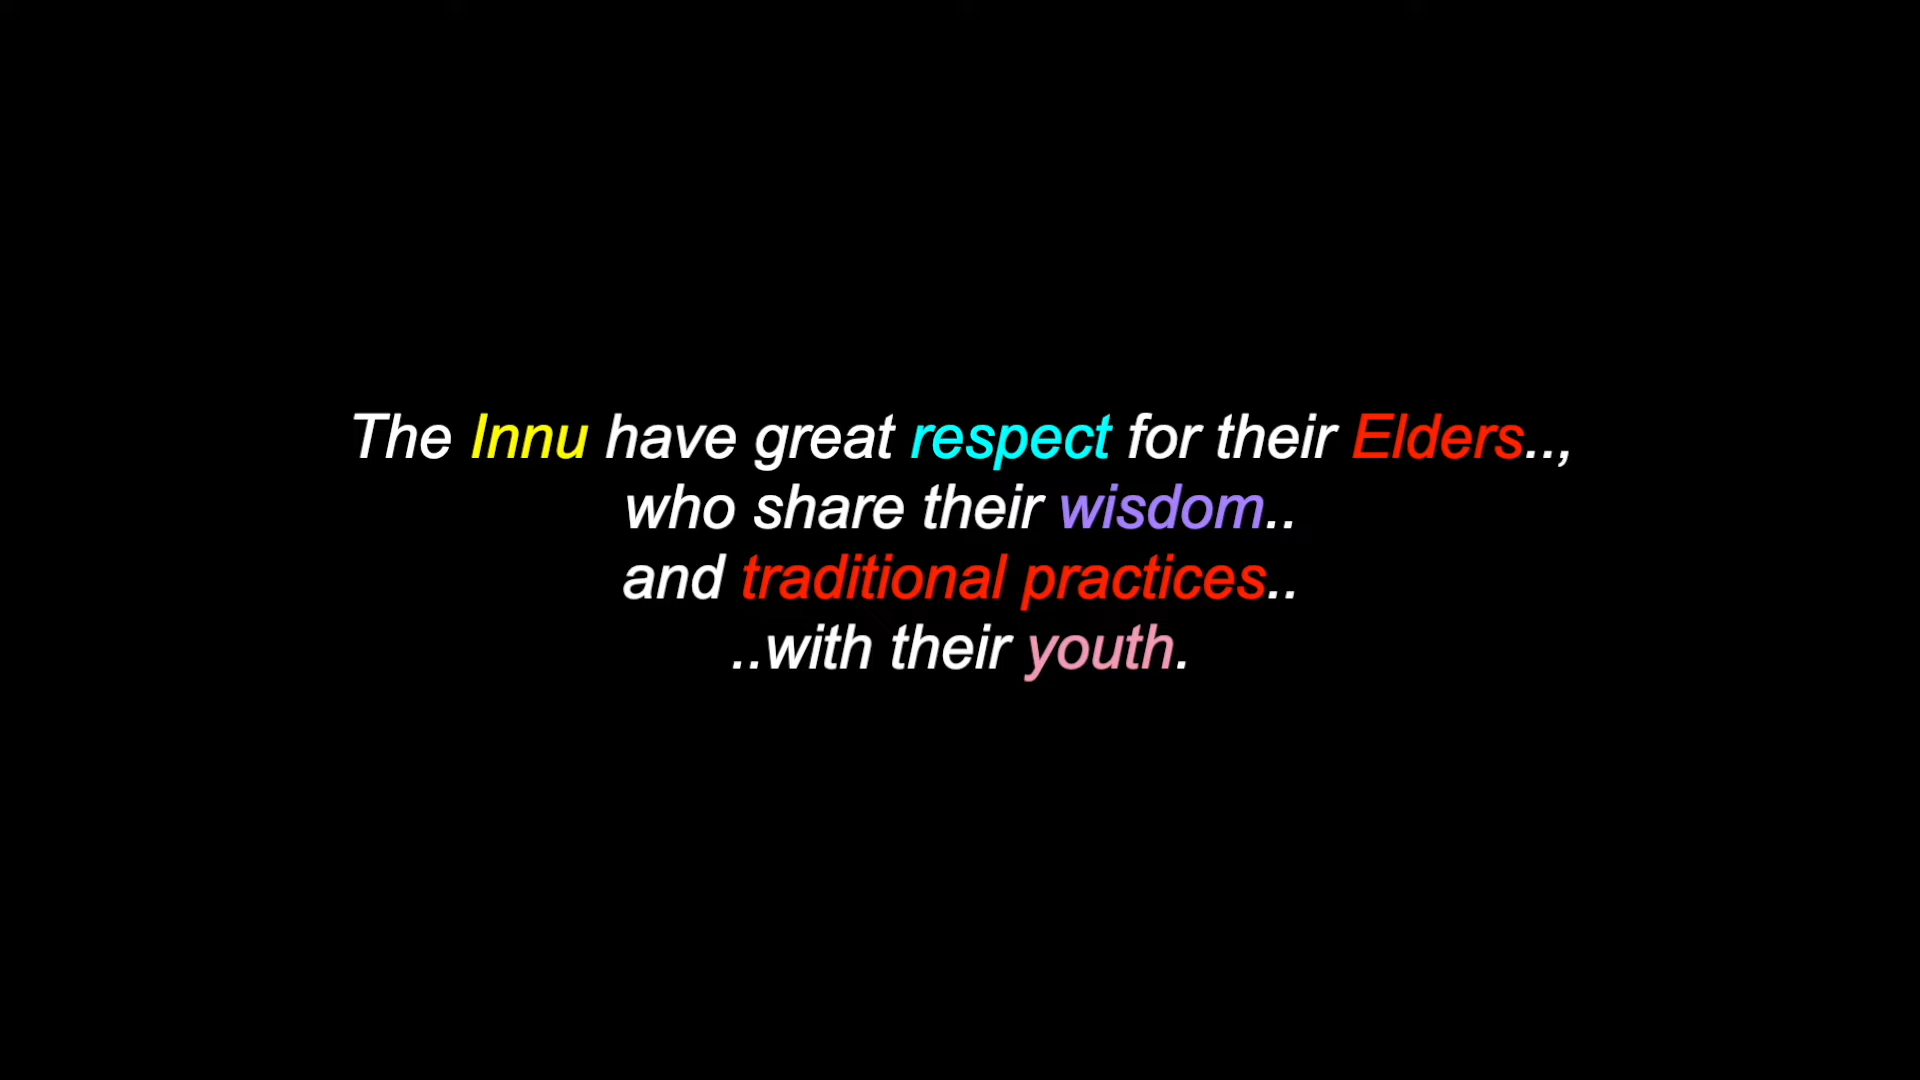 The Innu have great respect for their Elders..,
who share their wisdom..
and traditional practices..
..with their youth.